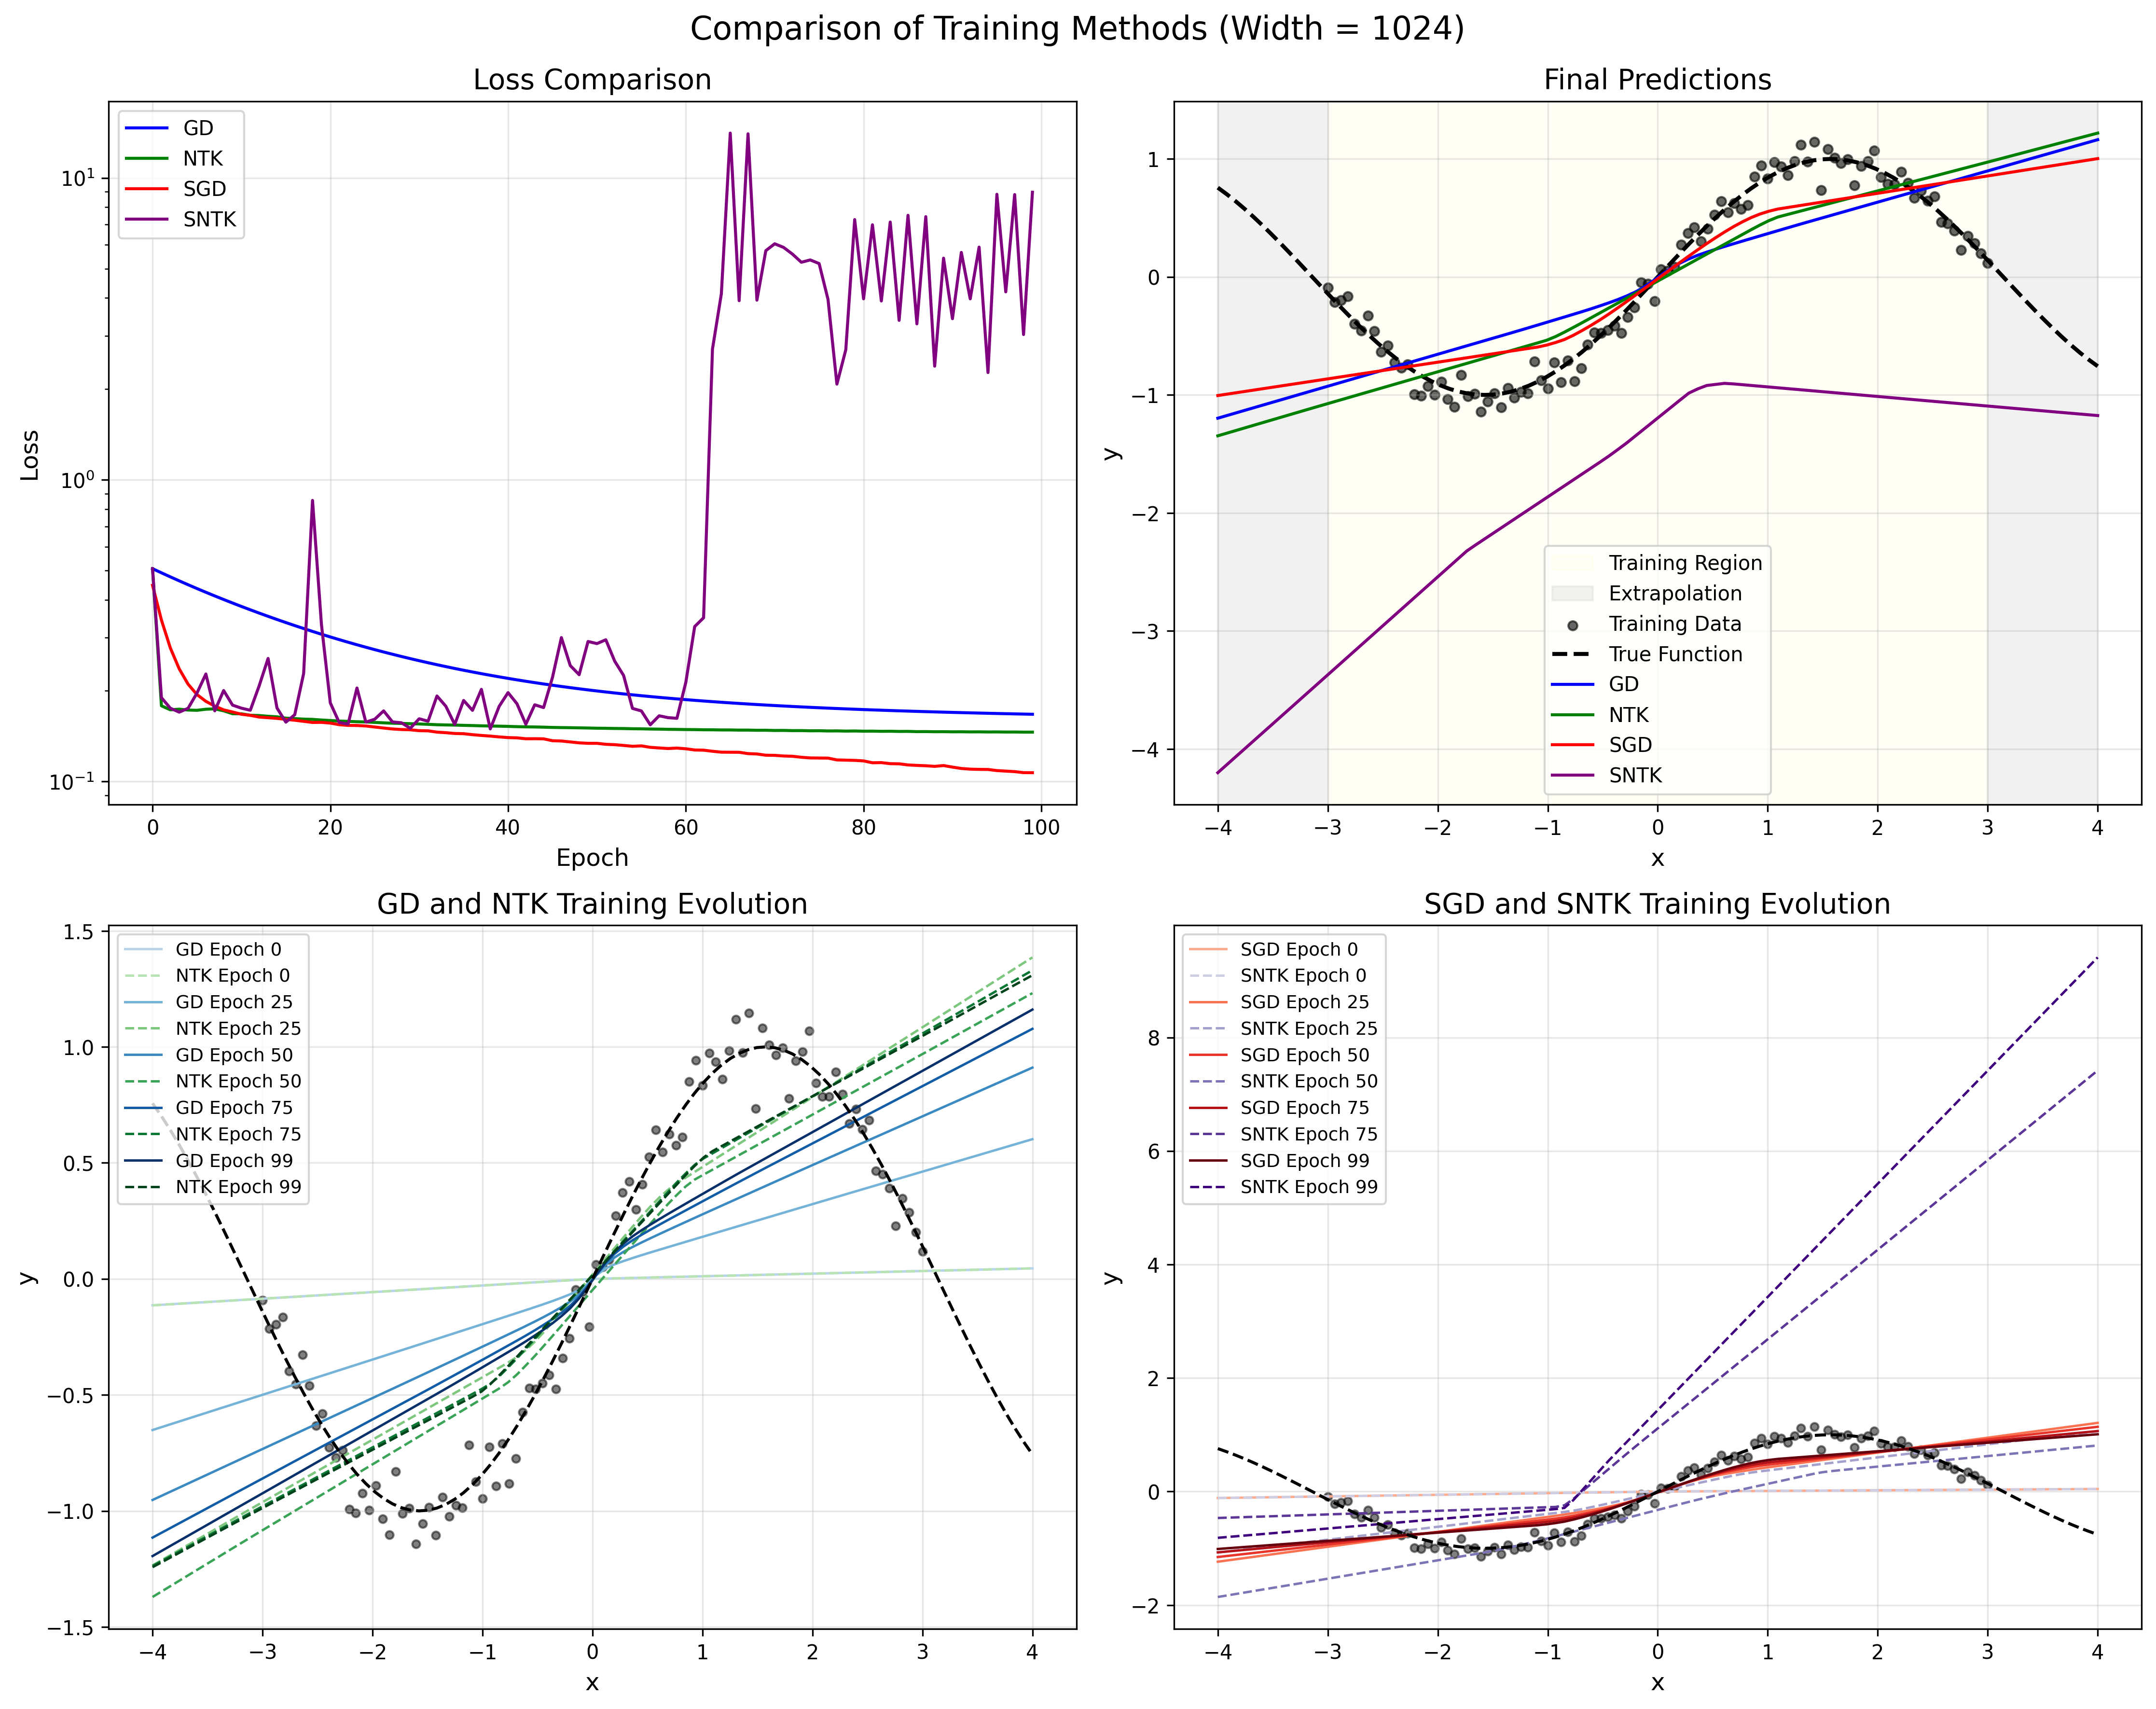 Comparison of Training Methods (Width = 1024)
Loss Comparison
GD
NTK
SGD
SNTK
10¹
10⁰
10⁻¹
Loss
0 20 40 60 80 100
Epoch
Final Predictions
1
0
−1
−2
−3
−4
y
Training Region
Extrapolation
Training Data
True Function
GD
NTK
SGD
SNTK
−4 −3 −2 −1 0 1 2 3 4
x
GD and NTK Training Evolution
GD Epoch 0
NTK Epoch 0
GD Epoch 25
NTK Epoch 25
GD Epoch 50
NTK Epoch 50
GD Epoch 75
NTK Epoch 75
GD Epoch 99
NTK Epoch 99
1.5
1.0
0.5
0.0
−0.5
−1.0
−1.5
y
−4 −3 −2 −1 0 1 2 3 4
x
SGD and SNTK Training Evolution
SGD Epoch 0
SNTK Epoch 0
SGD Epoch 25
SNTK Epoch 25
SGD Epoch 50
SNTK Epoch 50
SGD Epoch 75
SNTK Epoch 75
SGD Epoch 99
SNTK Epoch 99
8
6
4
2
0
−2
y
−4 −3 −2 −1 0 1 2 3 4
x